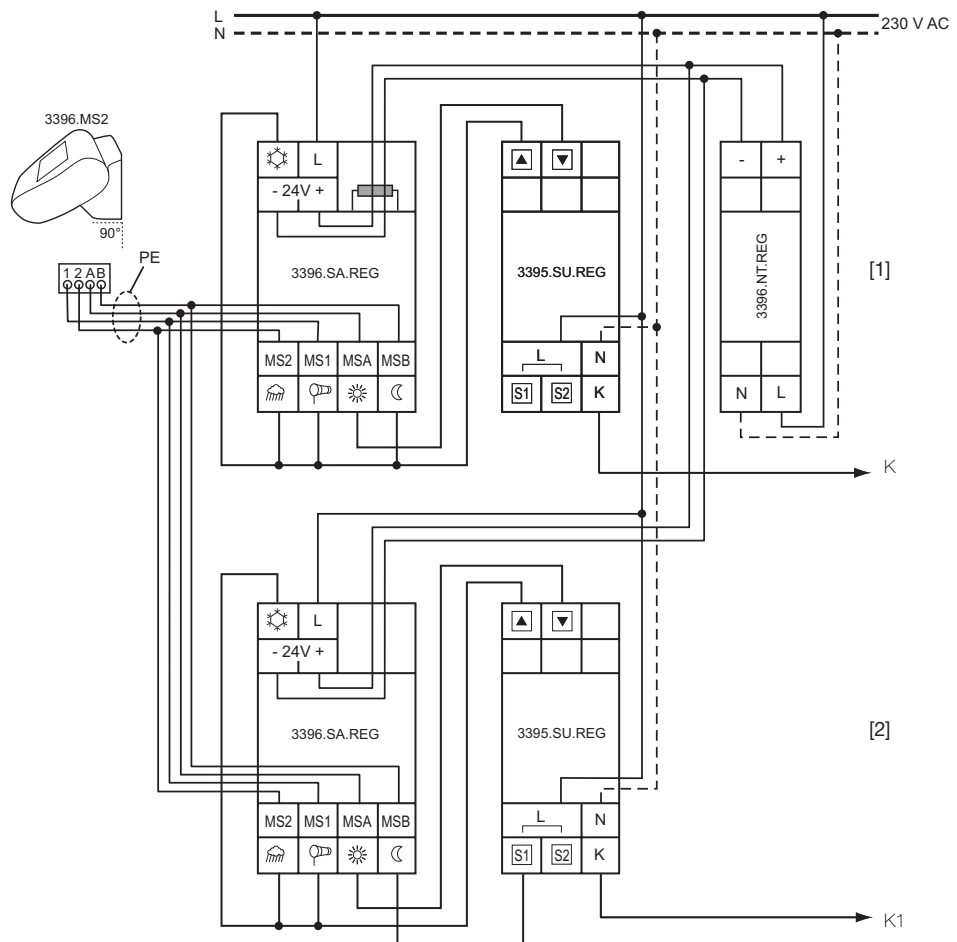 L
N
230 V AC
3396.MS2
90°
PE
1 2 A B
L
- 24V +
3396.SA.REG
MS2 MS1 MSA MSB
3395.SU.REG
L N
S1 S2 K
- +
3396.NT.REG
N L
[1]
K
L
- 24V +
3396.SA.REG
MS2 MS1 MSA MSB
3395.SU.REG
L N
S1 S2 K
[2]
K1